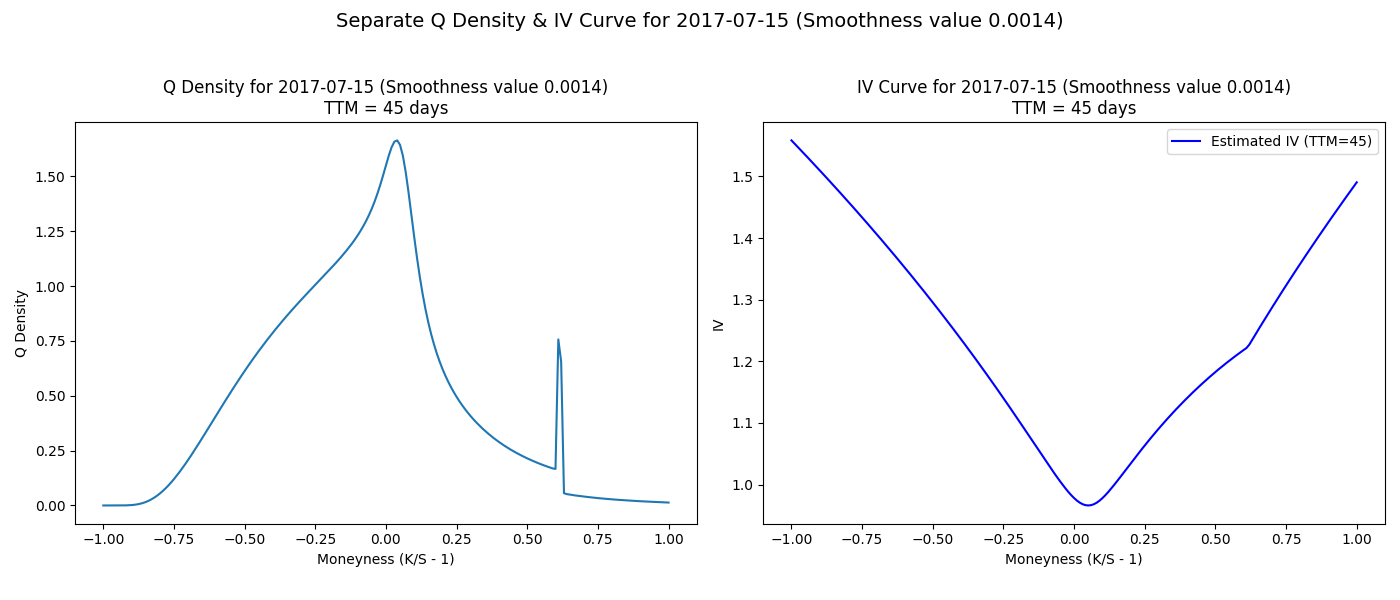 Separate Q Density & IV Curve for 2017-07-15 (Smoothness value 0.0014)
Q Density for 2017-07-15 (Smoothness value 0.0014)
TTM = 45 days
Q Density
1.50
1.25
1.00
0.75
0.50
0.25
0.00
−1.00 −0.75 −0.50 −0.25 0.00 0.25 0.50 0.75 1.00
Moneyness (K/S - 1)
IV Curve for 2017-07-15 (Smoothness value 0.0014)
TTM = 45 days
Estimated IV (TTM=45)
IV
1.5
1.4
1.3
1.2
1.1
1.0
−1.00 −0.75 −0.50 −0.25 0.00 0.25 0.50 0.75 1.00
Moneyness (K/S - 1)